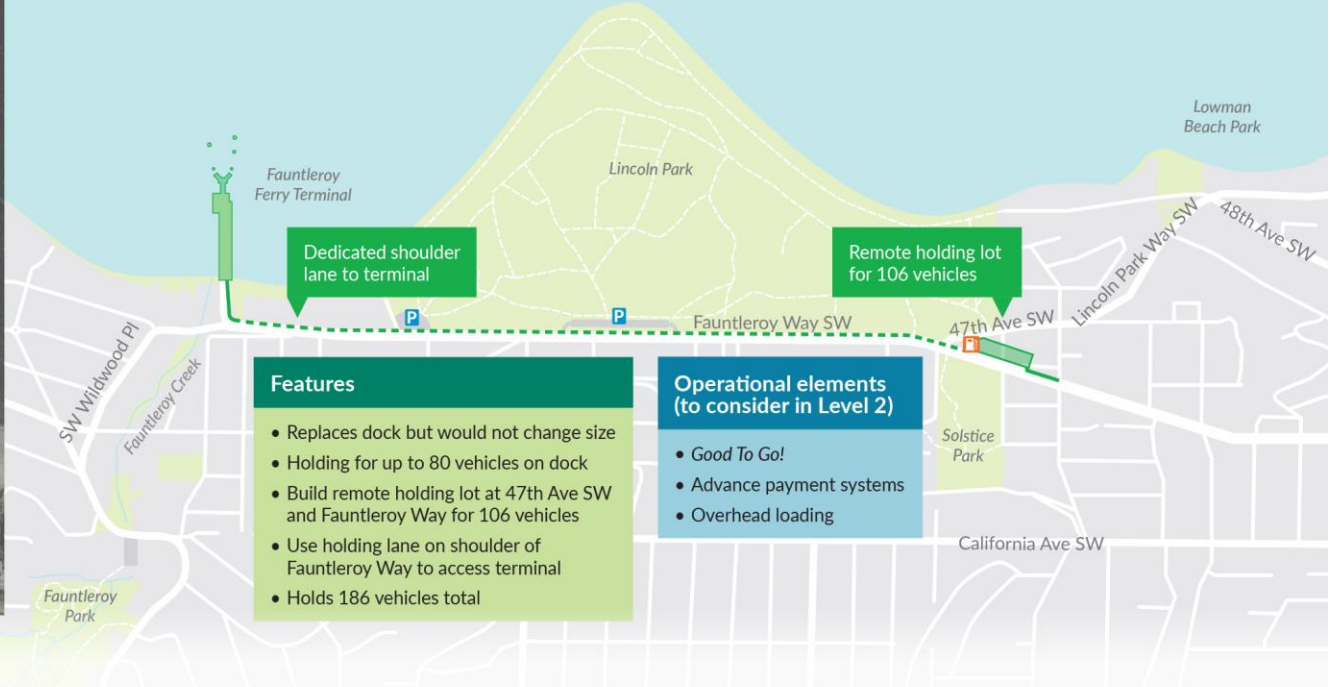 Lowman
Beach Park
Lincoln Park
Fauntleroy
Ferry Terminal
48th Ave SW
Lincoln Park Way SW
Dedicated shoulder
lane to terminal
Remote holding lot
for 106 vehicles
P
P
Fauntleroy Way SW
47th Ave SW
SW Wildwood Pl
Fauntleroy Creek
Features
• Replaces dock but would not change size
• Holding for up to 80 vehicles on dock
• Build remote holding lot at 47th Ave SW
and Fauntleroy Way for 106 vehicles
• Use holding lane on shoulder of
Fauntleroy Way to access terminal
• Holds 186 vehicles total
Operational elements
(to consider in Level 2)
• Good To Go!
• Advance payment systems
• Overhead loading
Solstice
Park
California Ave SW
Fauntleroy
Park